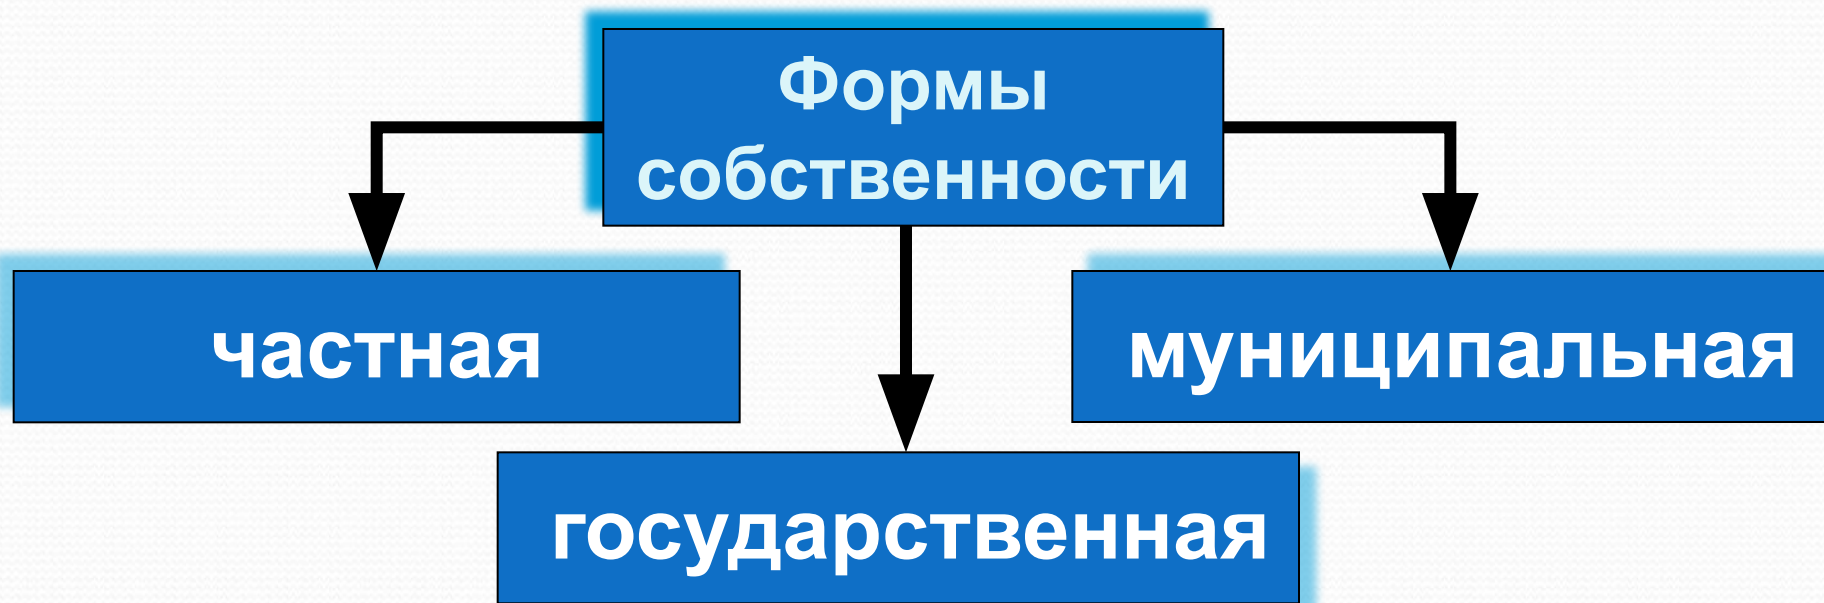 Формы
собственности
частная
муниципальная
государственная